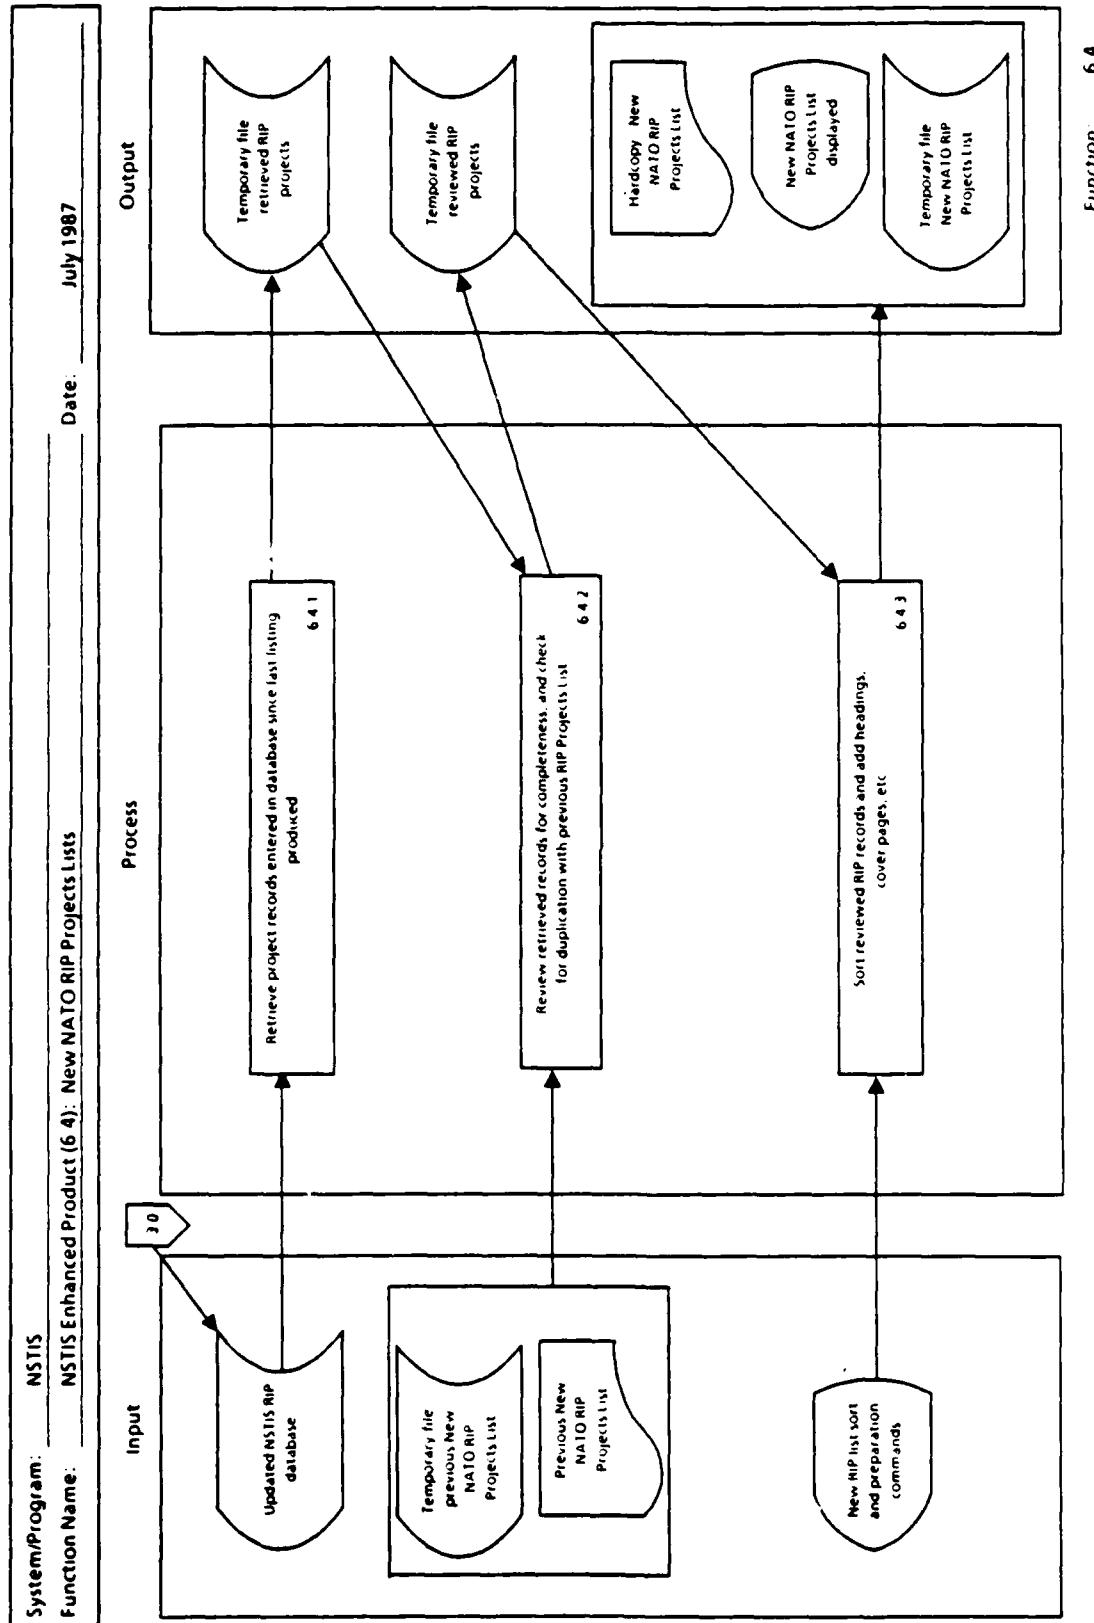 System/Program: NSTIS
Function Name: NSTIS Enhanced Product (6 4): New NATO RIP Projects Lists
Date: July 1987
Input
Process
Output
3 0
Updated NSTIS RIP
database
Retrieve project records entered in database since last listing
produced
6 4 1
Temporary file
retrieved RIP
projects
Temporary file
previous New
NATO RIP
Projects List
Previous New
NATO RIP
Projects List
Review retrieved records for completeness, and check
for duplication with previous RIP Projects List
6 4 2
Temporary file
reviewed RIP
projects
New RIP list sort
and preparation
commands
Sort reviewed RIP records and add headings,
cover pages, etc
6 4 3
Hardcopy New
NATO RIP
Projects List
New NATO RIP
Projects List
displayed
Temporary file
New NATO RIP
Projects List
Function: 6.4